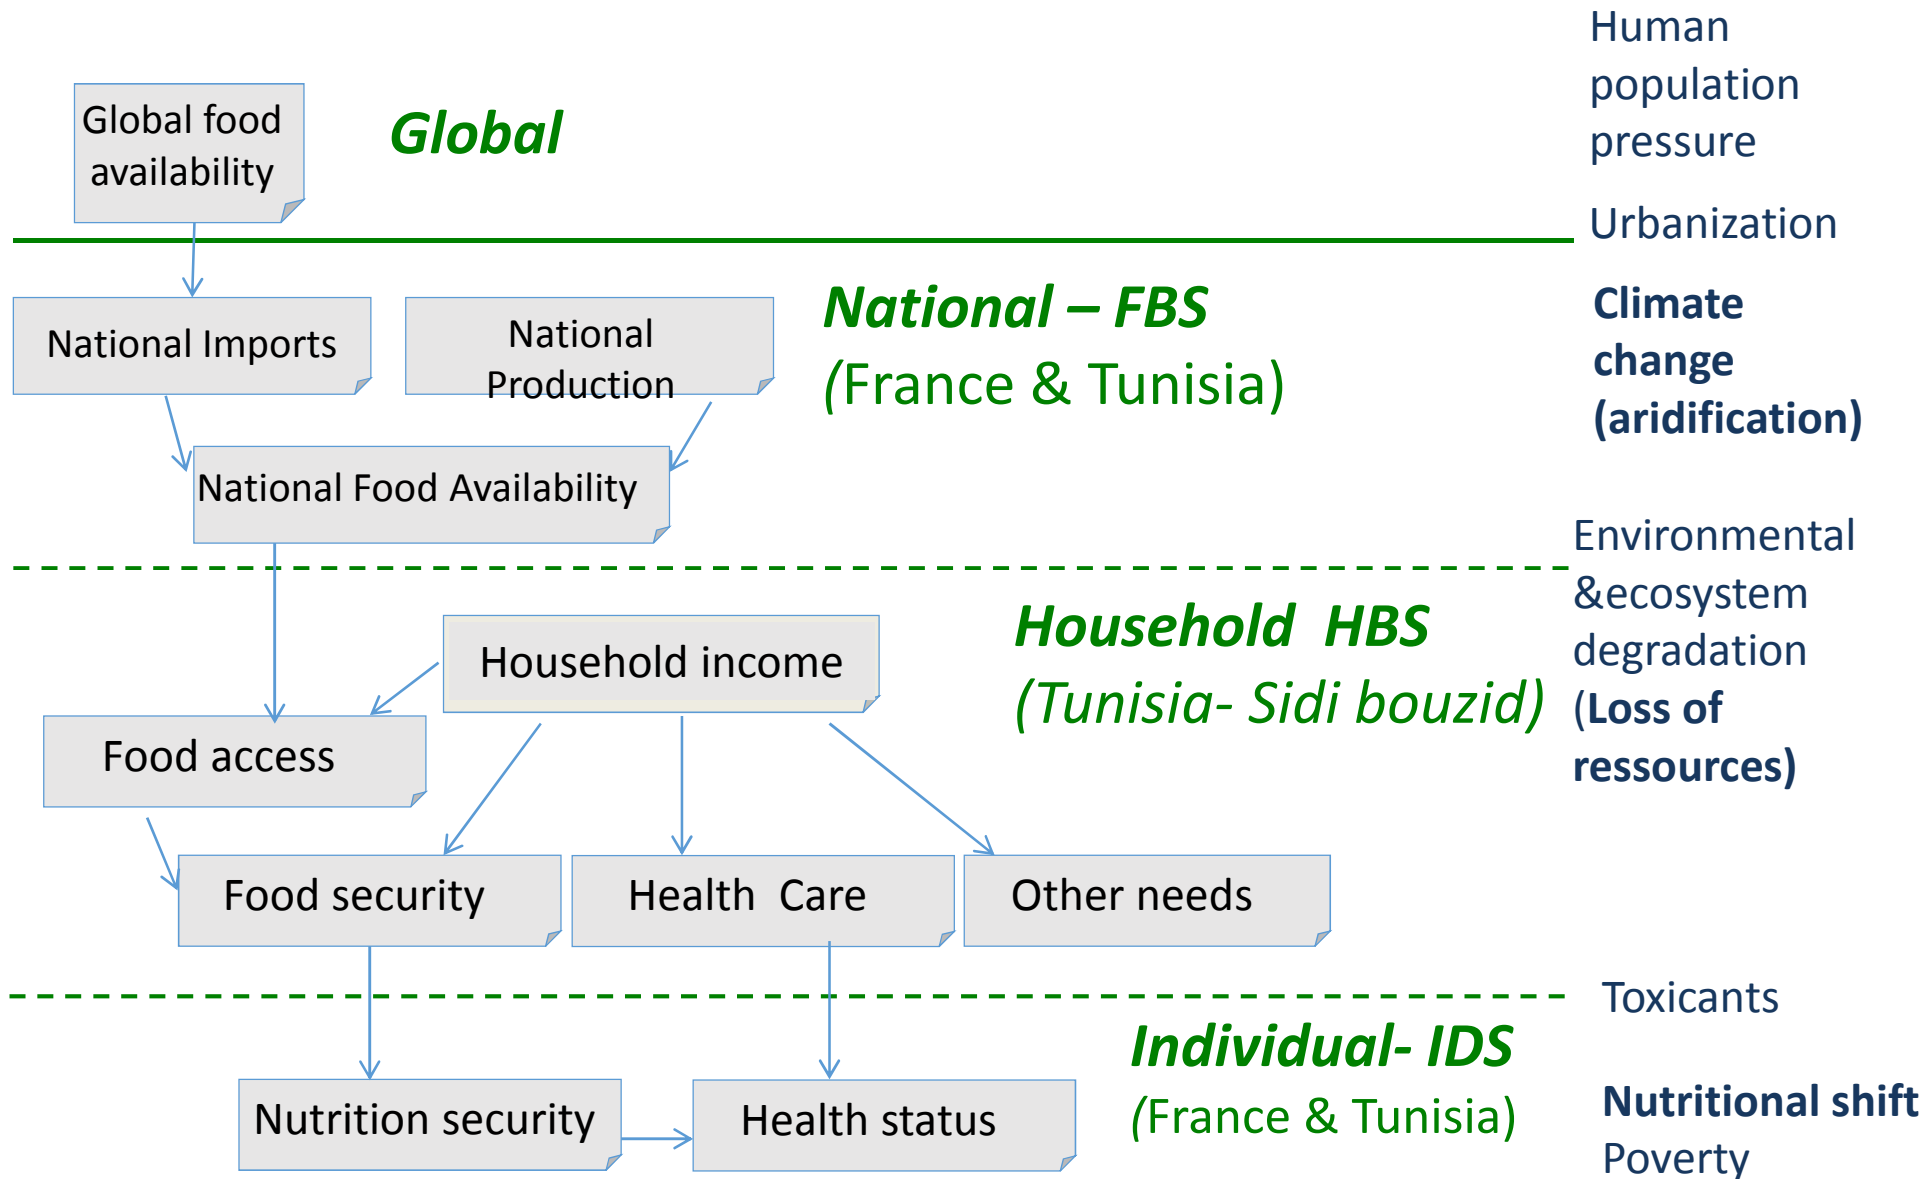 Global food
availability
Global
National Imports
National
Production
National – FBS
(France & Tunisia)
National Food Availability
Household income
Household  HBS
(Tunisia- Sidi bouzid)
Food access
Food security
Health  Care
Other needs
Individual- IDS
(France & Tunisia)
Nutrition security
Health status
Human
population
pressure
Urbanization
Climate
change
(aridification)
Environmental
&ecosystem
degradation
(Loss of
ressources)
Toxicants
Nutritional shift
Poverty